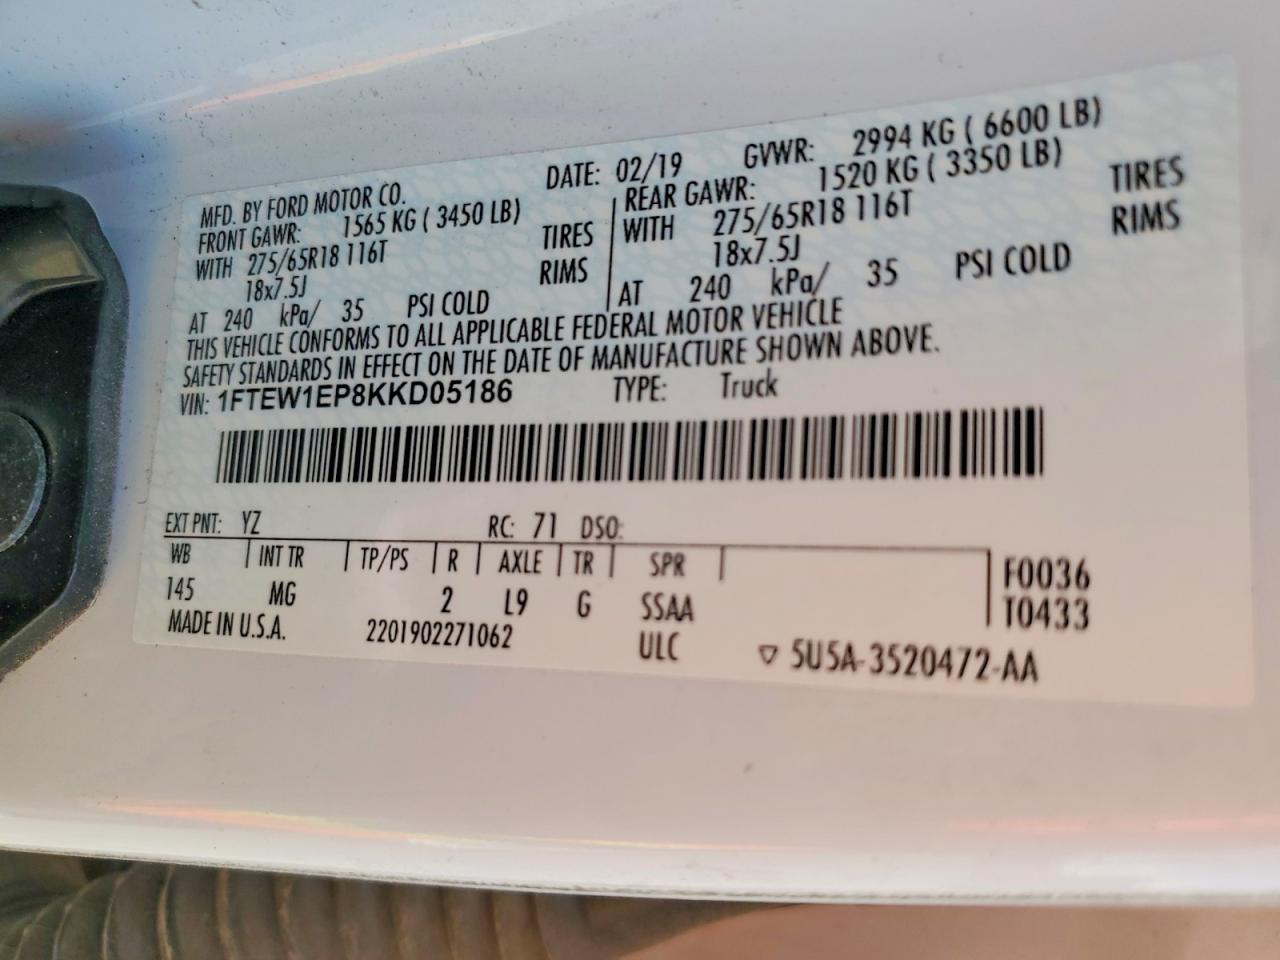 MFD. BY FORD MOTOR CO. DATE: 02/19 GVWR: 2994 KG ( 6600 LB)
FRONT GAWR: 1565 KG ( 3450 LB) REAR GAWR: 1520 KG ( 3350 LB)
WITH 275/65R18 116T TIRES WITH 275/65R18 116T TIRES
18x7.5J RIMS 18x7.5J RIMS
AT 240 kPa/ 35 PSI COLD AT 240 kPa/ 35 PSI COLD
THIS VEHICLE CONFORMS TO ALL APPLICABLE FEDERAL MOTOR VEHICLE
SAFETY STANDARDS IN EFFECT ON THE DATE OF MANUFACTURE SHOWN ABOVE.
VIN: 1FTEW1EP8KKD05186 TYPE: Truck
EXT PNT: YZ RC: 71 DSO:
WB INT TR TP/PS R AXLE TR SPR F0036
145 MG 2 L9 G SSAA T0433
MADE IN U.S.A. 2201902271062 ULC ▽ 5U5A-3520472-AA